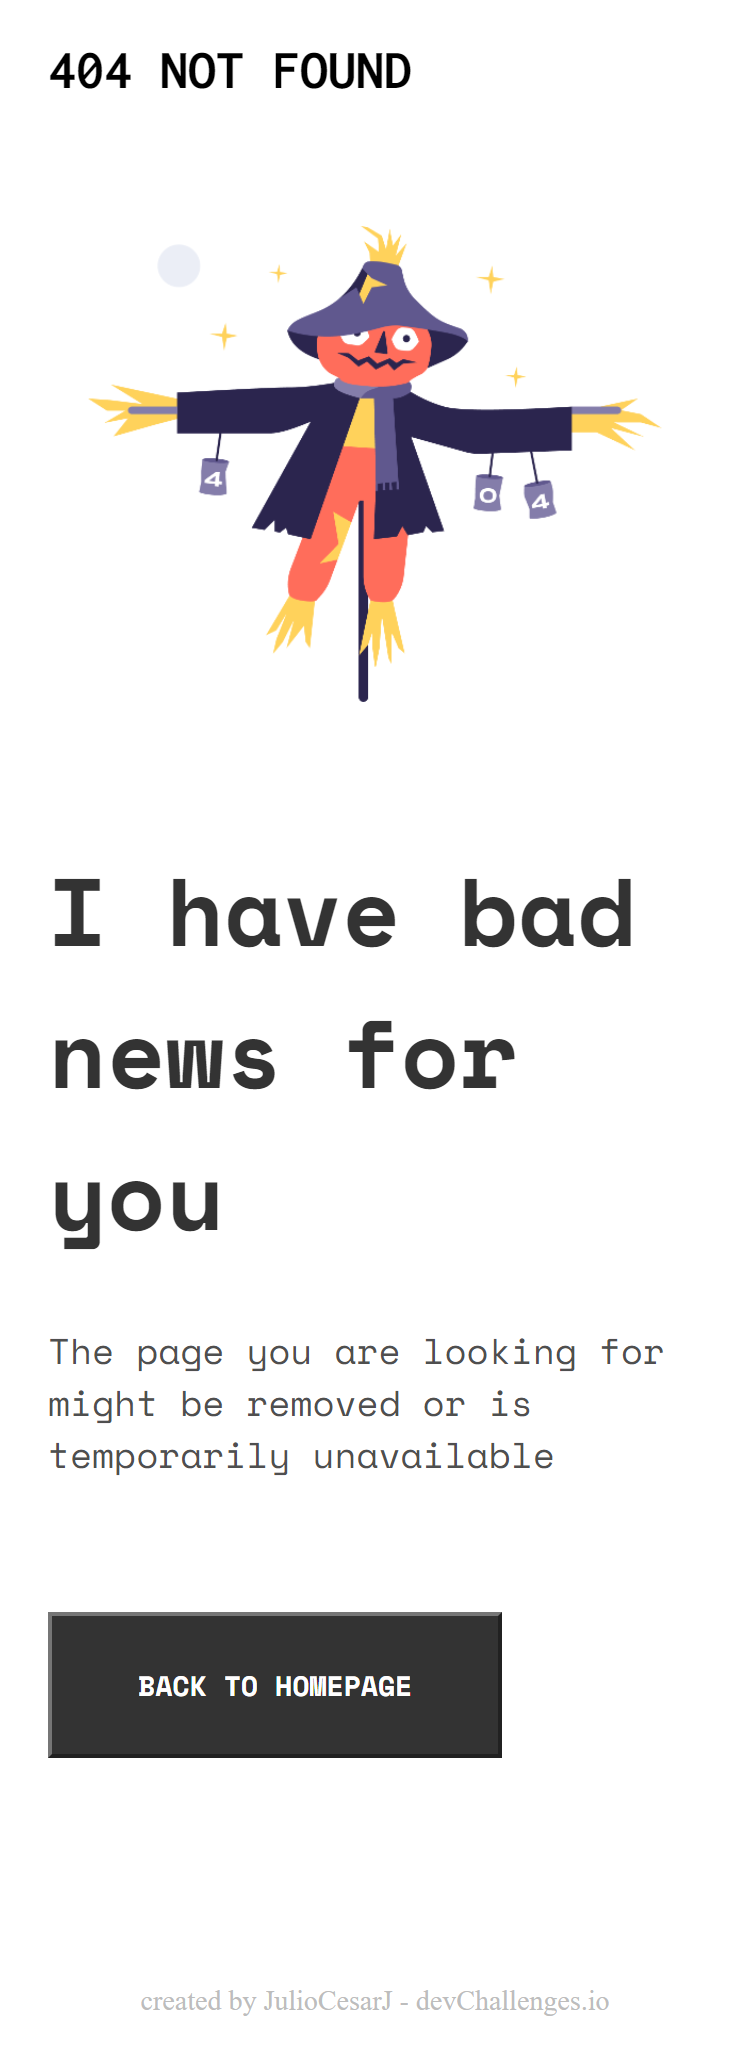 404 NOT FOUND
4
0
4
I have bad
news for
you
The page you are looking for
might be removed or is
temporarily unavailable
BACK TO HOMEPAGE
created by JulioCesarJ - devChallenges.io